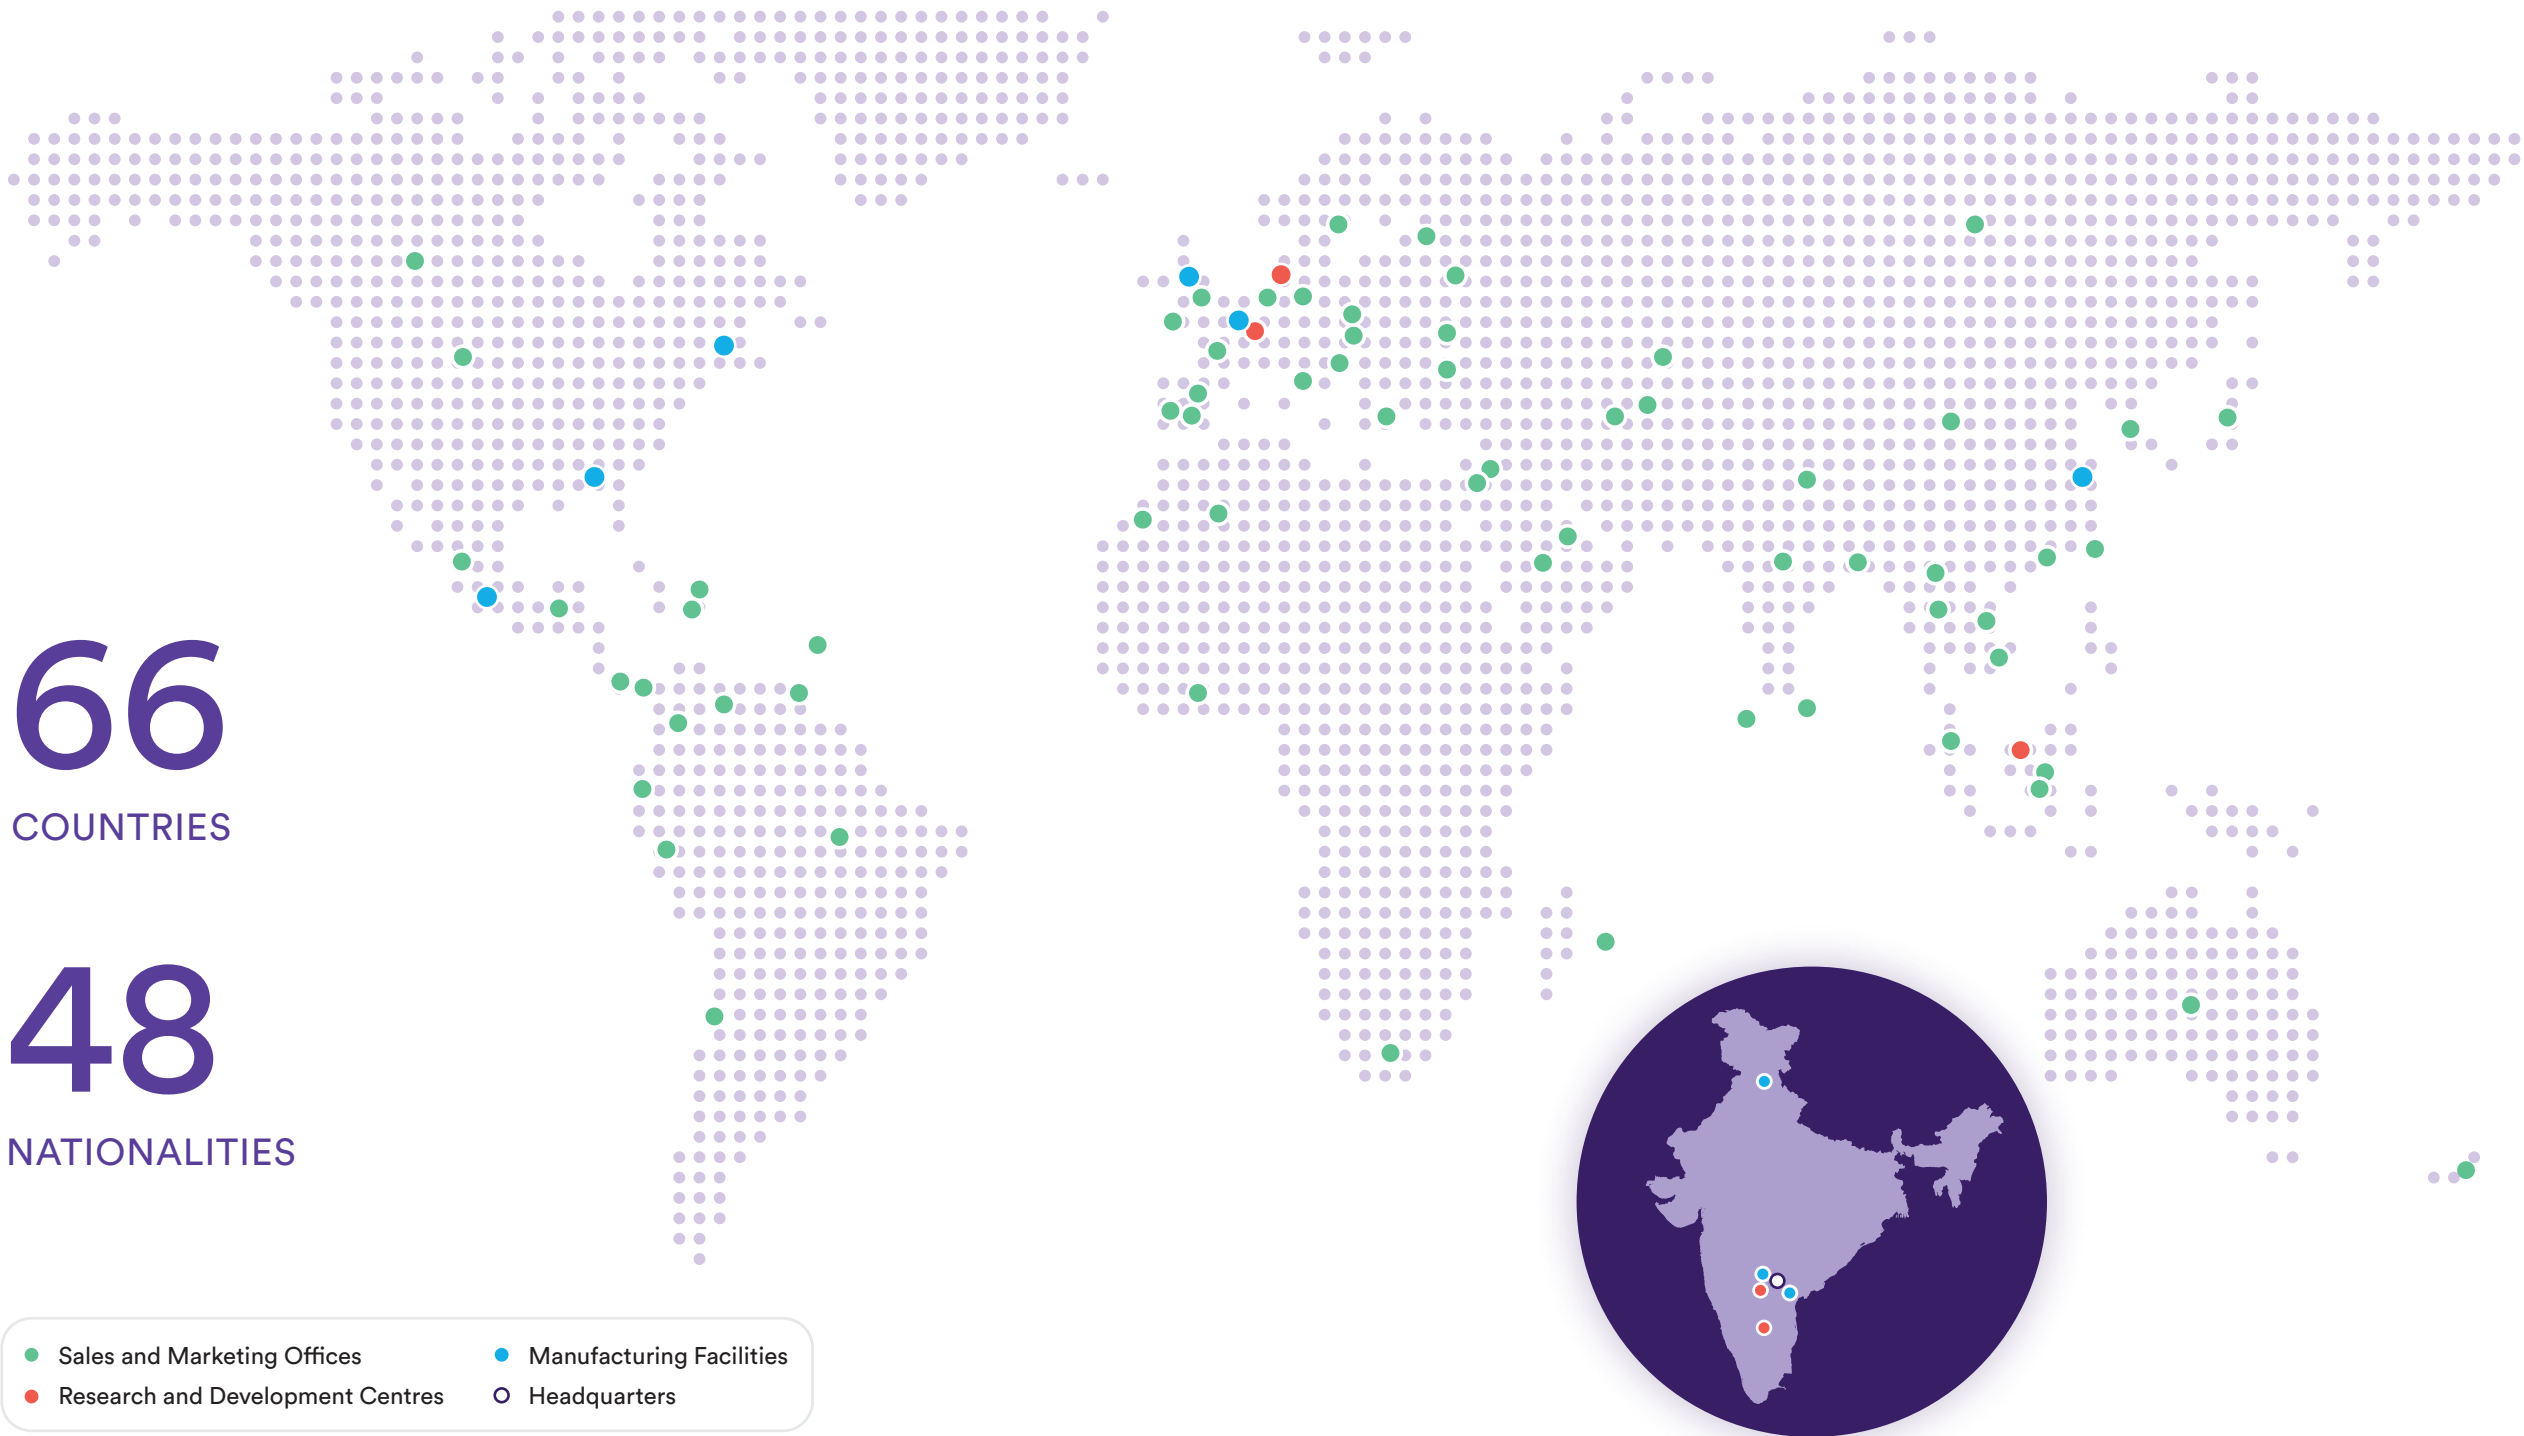 66
COUNTRIES
48
NATIONALITIES
Sales and Marketing Offices
Manufacturing Facilities
Research and Development Centres
Headquarters